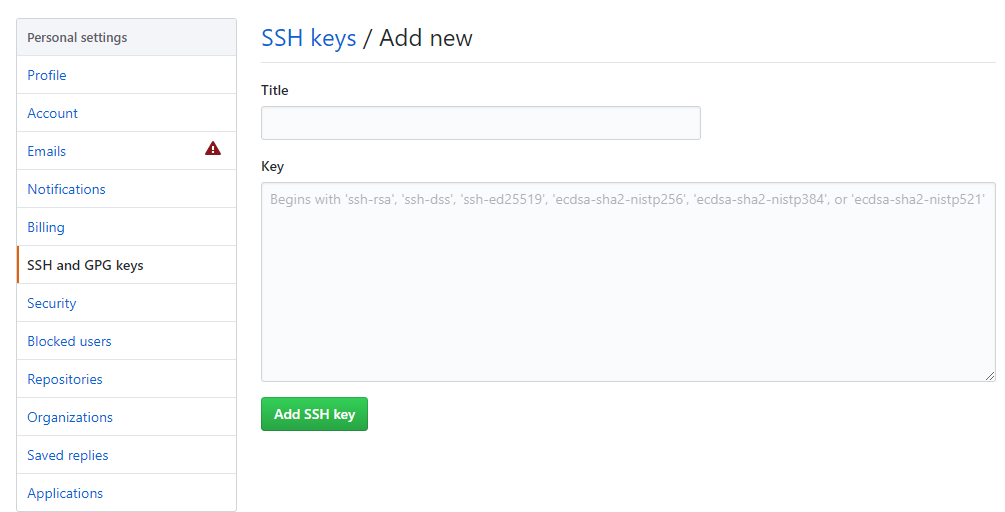 Personal settings
Profile
Account
Emails
Notifications
Billing
SSH and GPG keys
Security
Blocked users
Repositories
Organizations
Saved replies
Applications
SSH keys / Add new
Title
Key
Begins with 'ssh-rsa', 'ssh-dss', 'ssh-ed25519', 'ecdsa-sha2-nistp256', 'ecdsa-sha2-nistp384', or 'ecdsa-sha2-nistp521'
Add SSH key